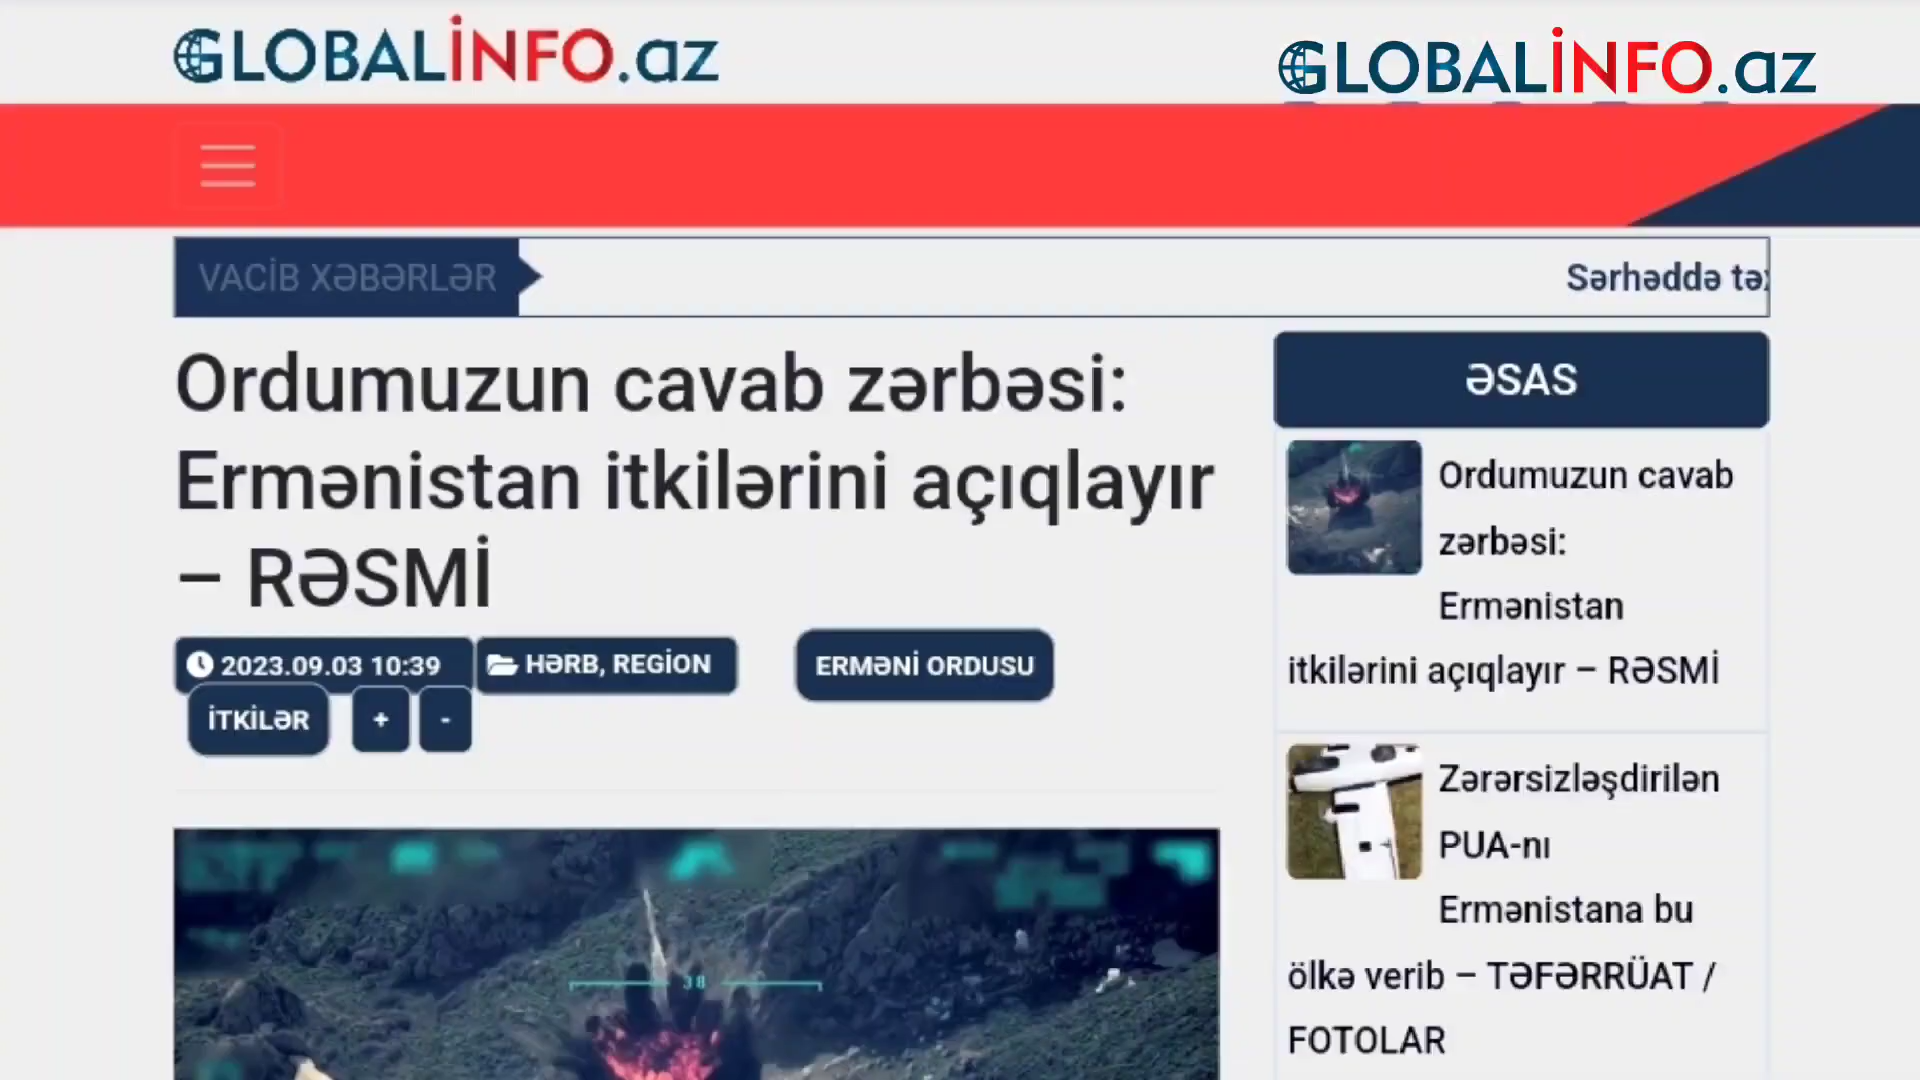 GLOBALİNFO.az
GLOBALİNFO.az
VACİB XƏBƏRLƏR
Sərhəddə
Ordumuzun cavab zərbəsi:
Ermənistan itkilərini açıqlayır
– RƏSMİ
2023.09.03 10:39
HƏRB, REGİON
ERMƏNİ ORDUSU
İTKİLƏR
+
-
38
ƏSAS
Ordumuzun cavab
zərbəsi:
Ermənistan
itkilərini açıqlayır – RƏSMİ
Zərərsizləşdirilən
PUA-nı
Ermənistana bu
ölkə verib – TƏFƏRRÜAT /
FOTOLAR